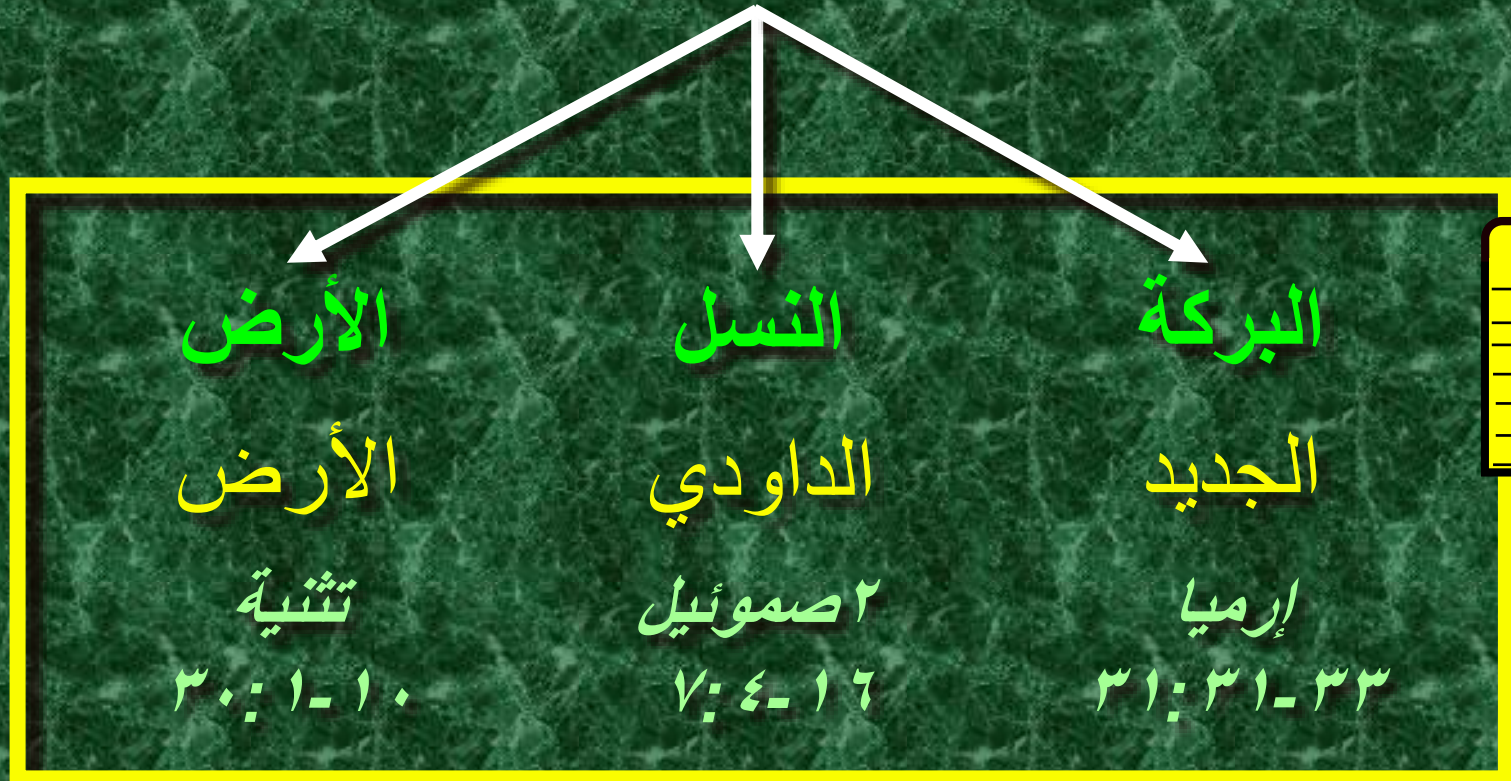 البركة
الجديد
إرميا
٣١:٣١-٣٣
النسل
الداودي
٢صموئيل
٧:٤-١٦
الأرض
الأرض
تثنية
٣٠:١-١٠